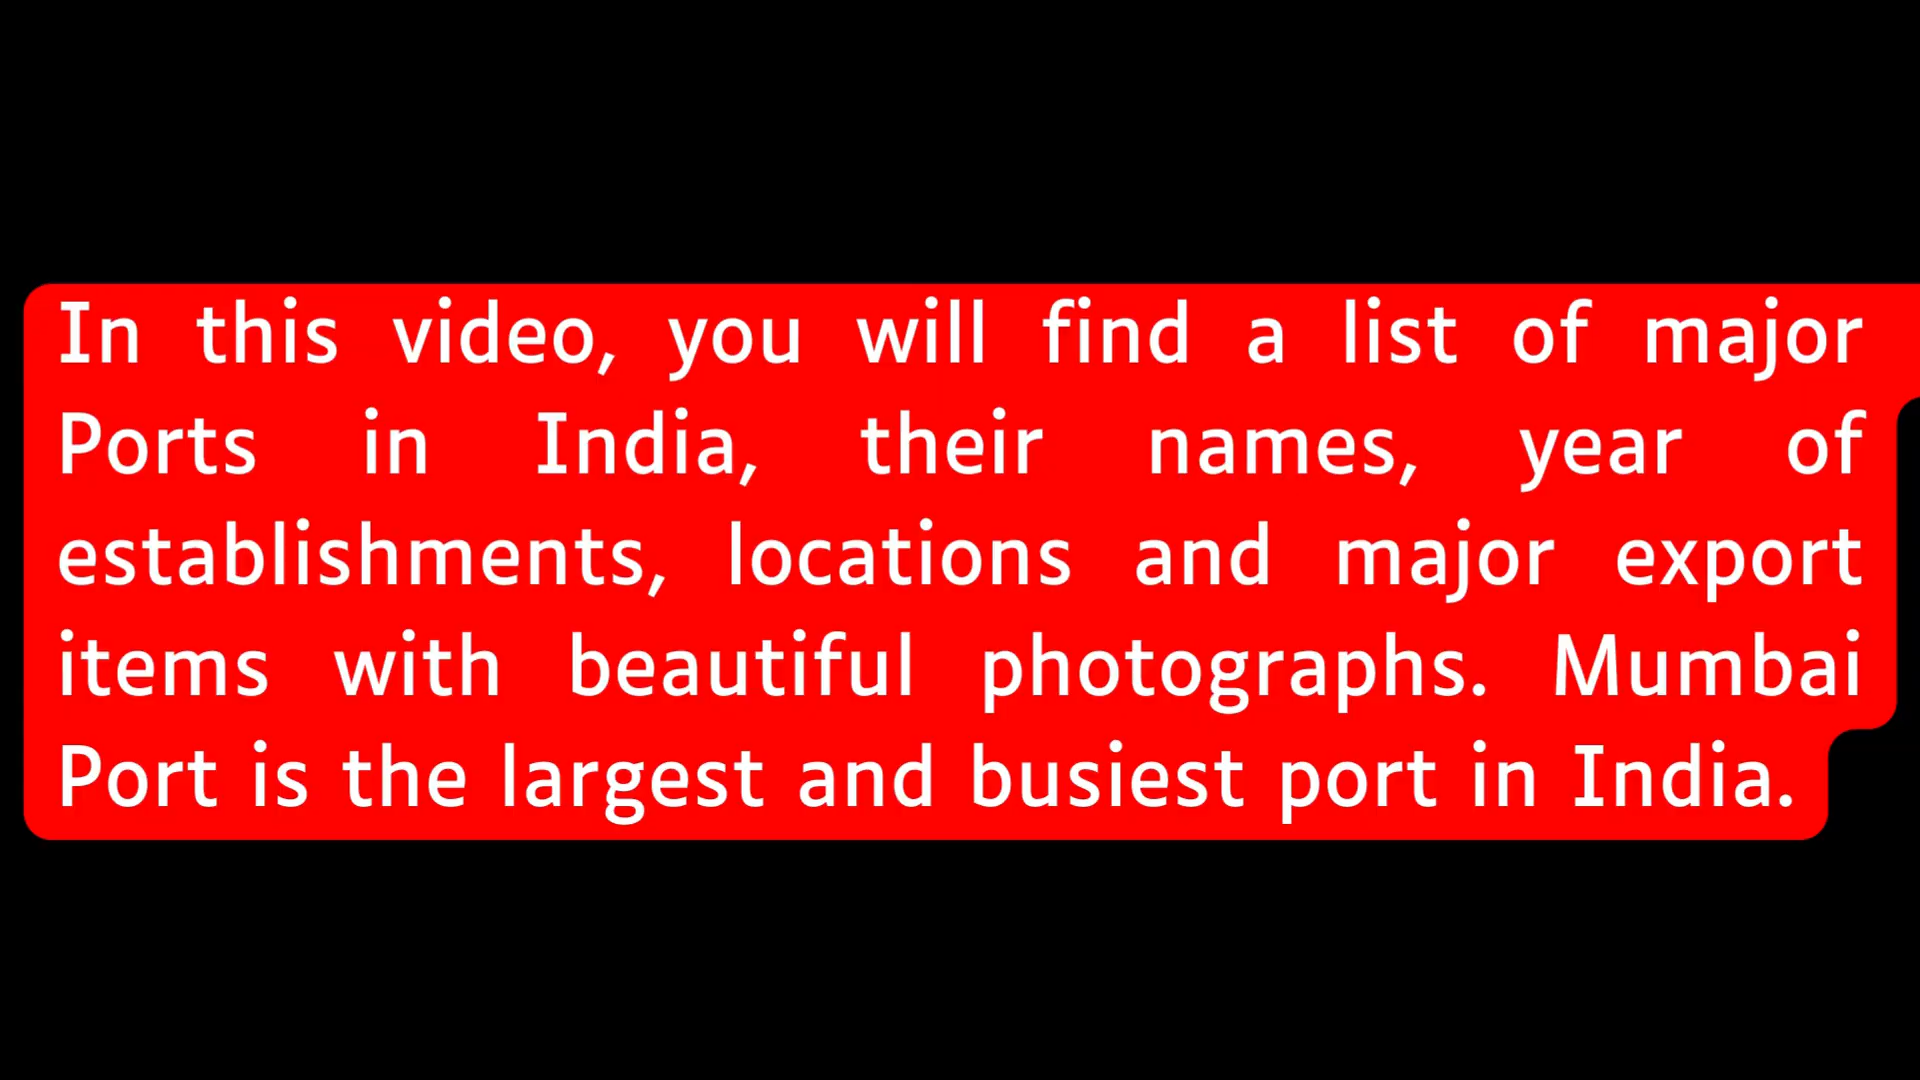 In this video, you will find a list of major
Ports in India, their names, year of
establishments, locations and major export
items with beautiful photographs. Mumbai
Port is the largest and busiest port in India.